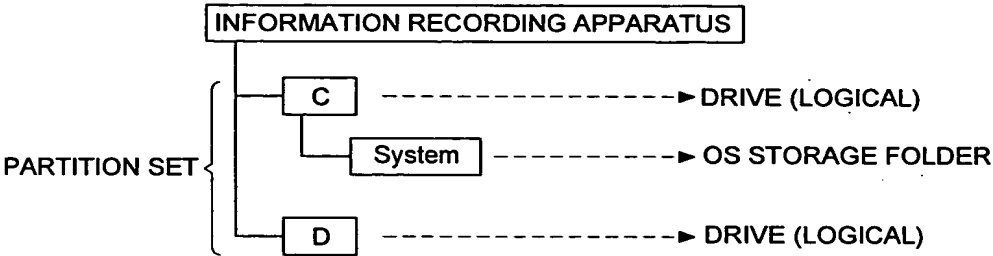 INFORMATION RECORDING APPARATUS
C DRIVE (LOGICAL)
System OS STORAGE FOLDER
PARTITION SET
D DRIVE (LOGICAL)